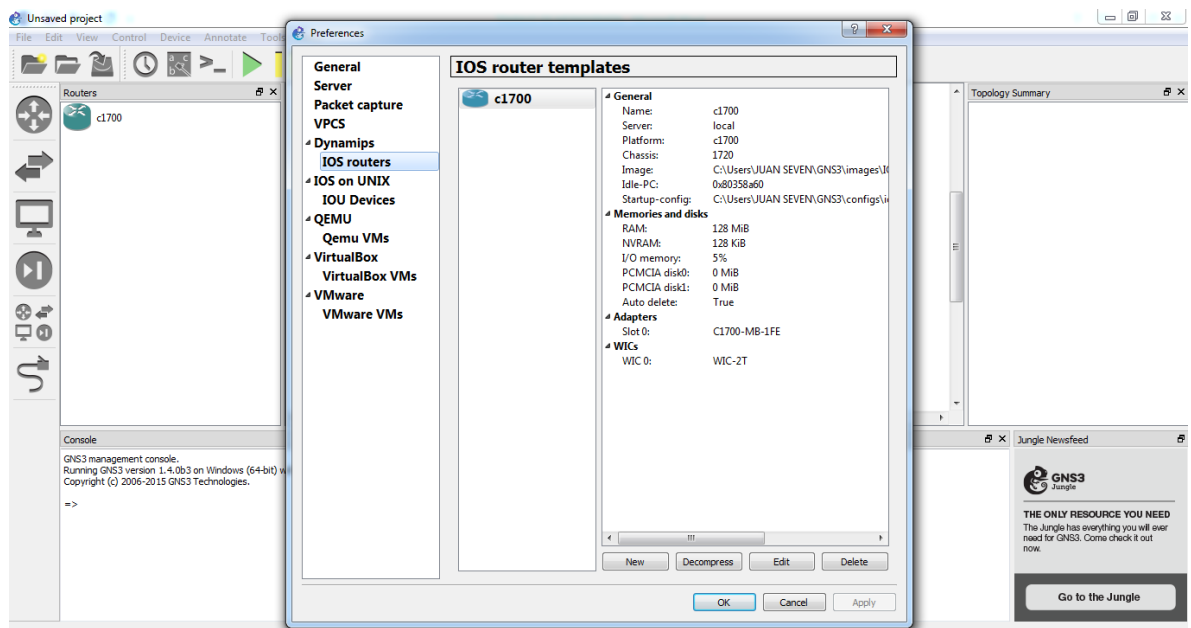 Unsaved project
File Edit View Control Device Annotate Tools
Routers
c1700
Console
GNS3 management console.
Running GNS3 version 1.4.0b3 on Windows (64-bit)
Copyright (c) 2006-2015 GNS3 Technologies.
=>
Preferences
General
Server
Packet capture
VPCS
Dynamips
IOS routers
IOS on UNIX
IOU Devices
QEMU
Qemu VMs
VirtualBox
VirtualBox VMs
VMware
VMware VMs
IOS router templates
c1700
General
Name: c1700
Server: local
Platform: c1700
Chassis: 1720
Image: C:\Users\JUAN SEVEN\GNS3\images\I
Idle-PC: 0x80358a60
Startup-config: C:\Users\JUAN SEVEN\GNS3\configs\i
Memories and disks
RAM: 128 MiB
NVRAM: 128 KiB
I/O memory: 5%
PCMCIA disk0: 0 MiB
PCMCIA disk1: 0 MiB
Auto delete: True
Adapters
Slot 0: C1700-MB-1FE
WICs
WIC 0: WIC-2T
New Decompress Edit Delete
OK Cancel Apply
Topology Summary
Jungle Newsfeed
GNS3
Jungle
THE ONLY RESOURCE YOU NEED
The Jungle has everything you will ever
need for GNS3. Come check it out
now.
Go to the Jungle